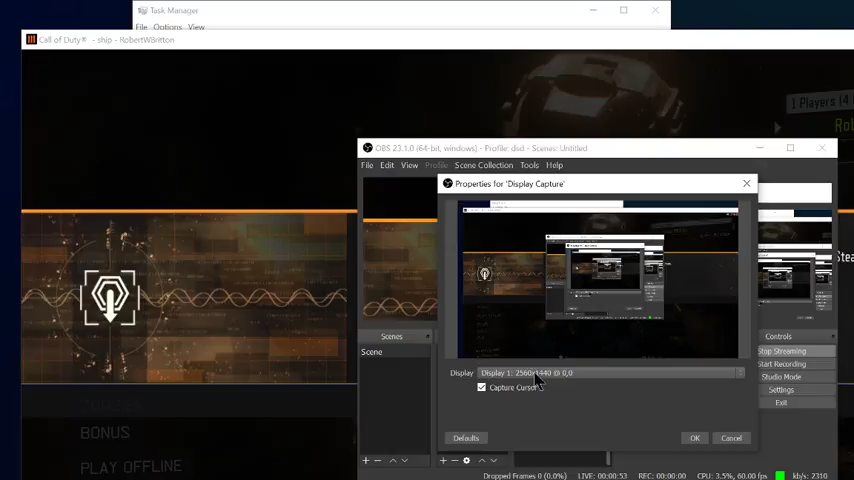 Task Manager
File Options View
Call of Duty® - ship - RobertWBritton
1 Players (4
Rob
OBS 23.1.0 (64-bit, windows) - Profile: dsd - Scenes: Untitled
File Edit View Profile Scene Collection Tools Help
Properties for 'Display Capture'
Stea
Scenes
Controls
Scene
Stop Streaming
Start Recording
Studio Mode
Settings
Exit
Display Display 1: 2560x1440 @ 0,0
Capture Cursor
BONUS
PLAY OFFLINE
Defaults OK Cancel
Dropped Frames 0 (0.0%) LIVE: 00:00:53 REC: 00:00:00 CPU: 3.5%, 60.00 fps kb/s: 2310